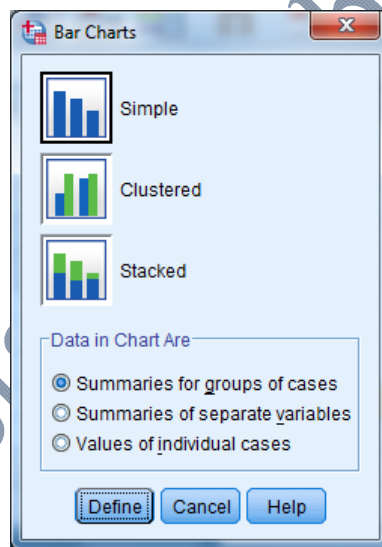 Bar Charts
Simple
Clustered
Stacked
Data in Chart Are
Summaries for groups of cases
Summaries of separate variables
Values of individual cases
Define Cancel Help